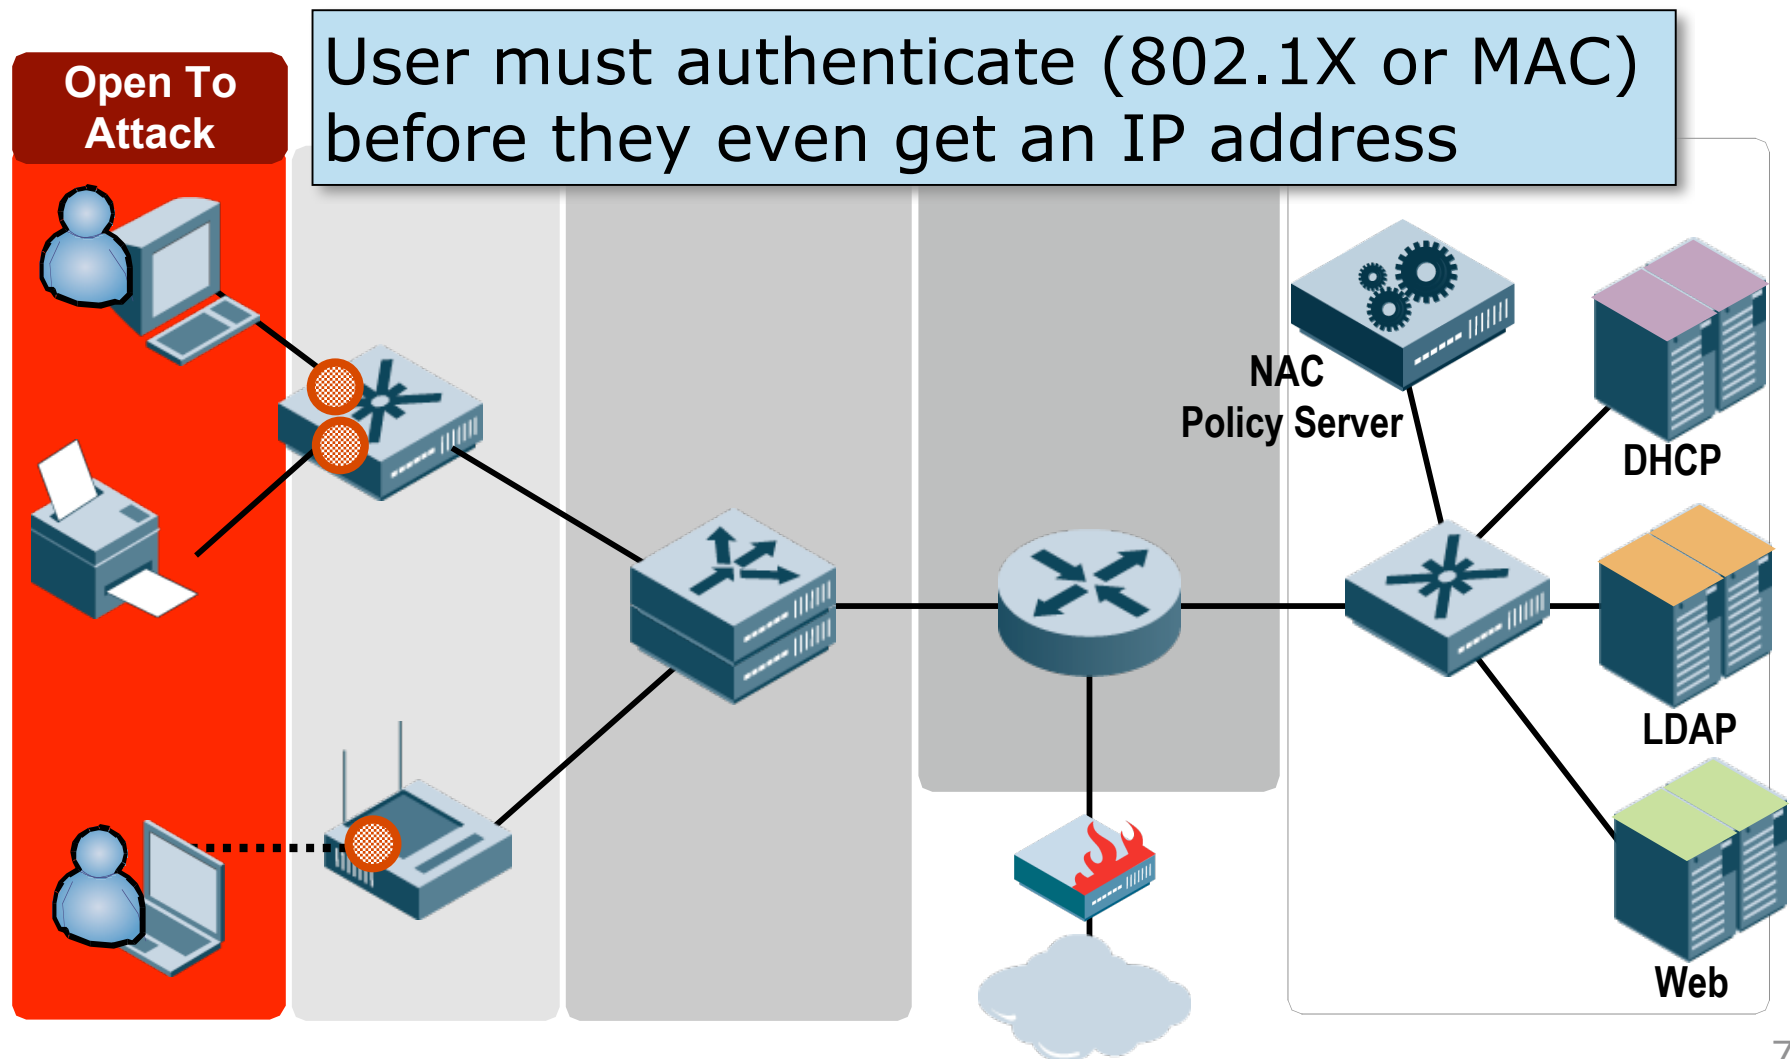 User must authenticate (802.1X or MAC)
before they even get an IP address
Open To
Attack
NAC
Policy Server
DHCP
LDAP
Web
7